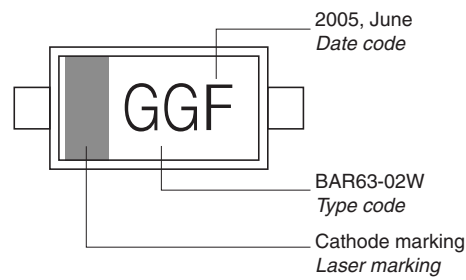 2005, June
Date code
GGF
BAR63-02W
Type code
Cathode marking
Laser marking